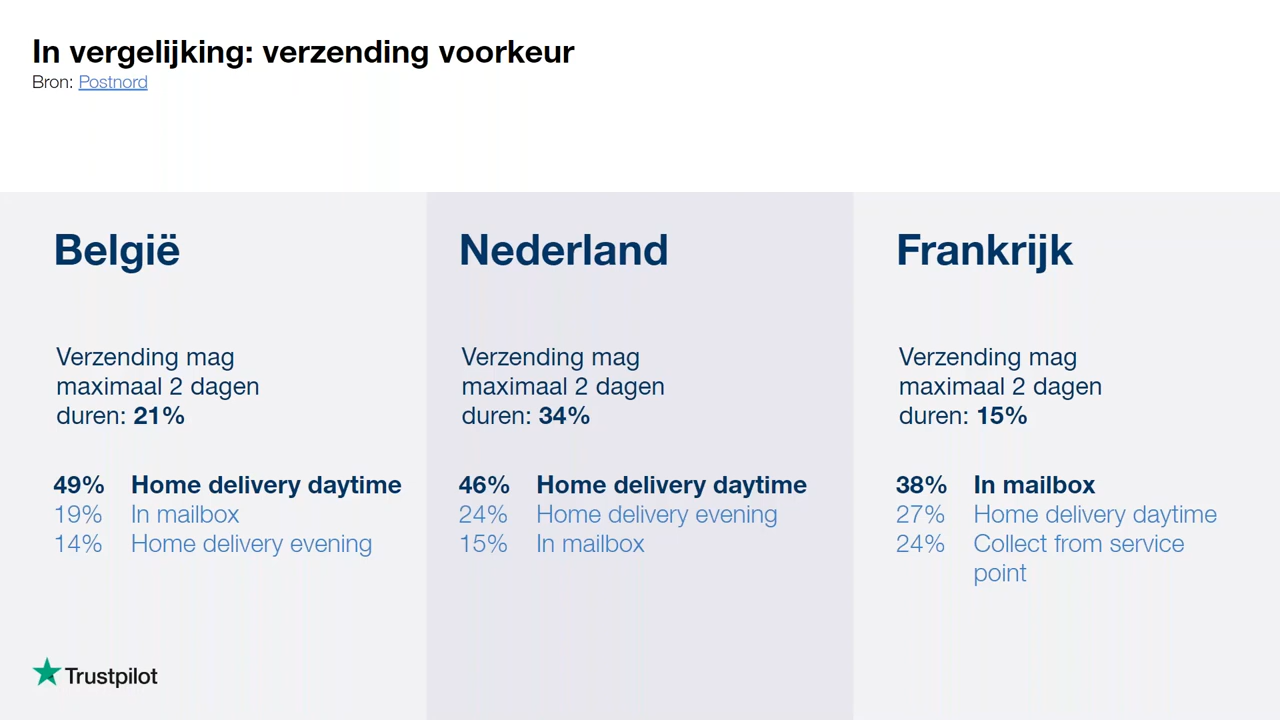 In vergelijking: verzending voorkeur
Bron: Postnord
België
Verzending mag
maximaal 2 dagen
duren: 21%
49% Home delivery daytime
19% In mailbox
14% Home delivery evening
Nederland
Verzending mag
maximaal 2 dagen
duren: 34%
46% Home delivery daytime
24% Home delivery evening
15% In mailbox
Frankrijk
Verzending mag
maximaal 2 dagen
duren: 15%
38% In mailbox
27% Home delivery daytime
24% Collect from service
point
Trustpilot